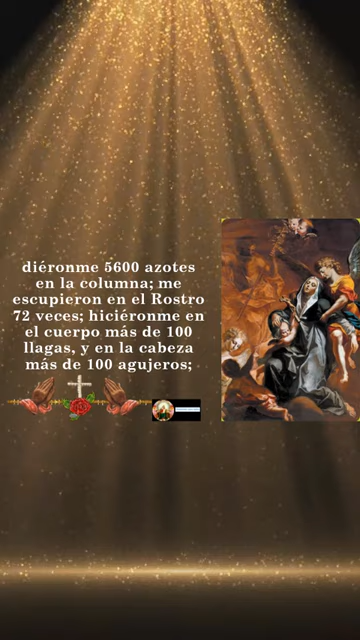 diéronme 5600 azotes
en la columna; me
escupieron en el Rostro
72 veces; hiciéronme en
el cuerpo más de 100
llagas, y en la cabeza
más de 100 agujeros;